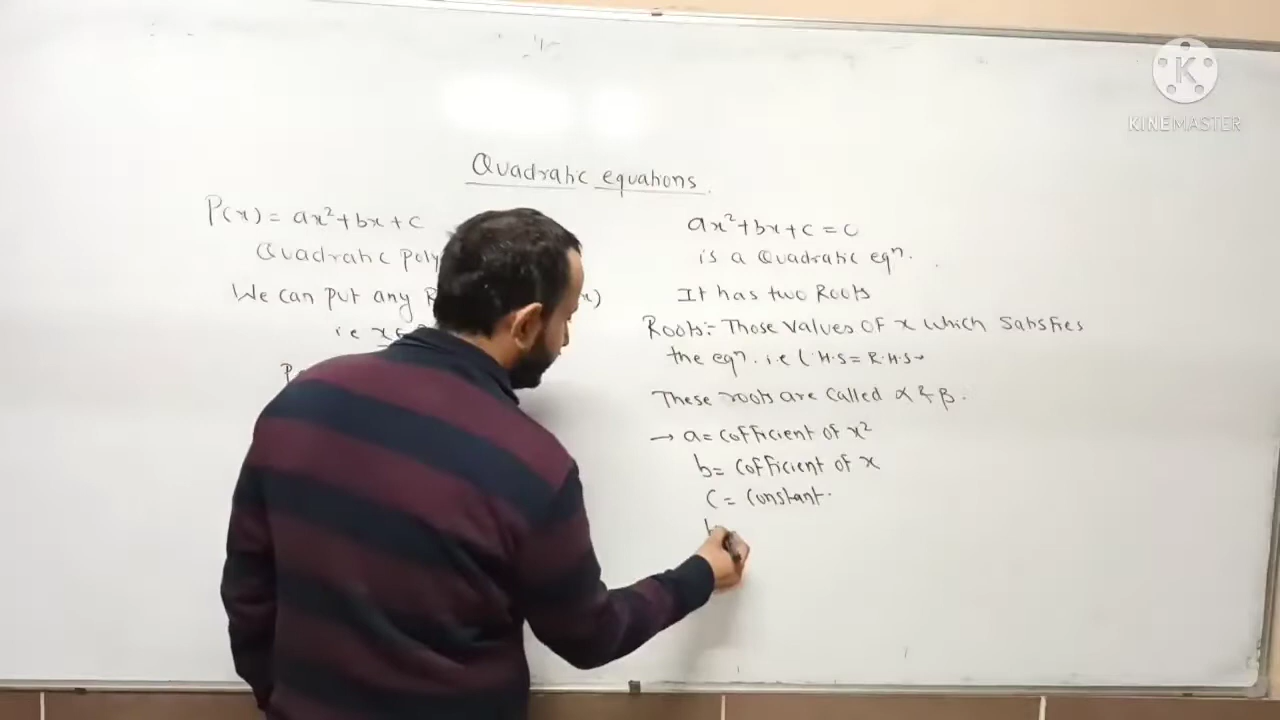 KINEMASTER
Quadratic equations.
P(x) = ax²+bx+c
Quadratic poly
We can put any R x)
i.e x
P
ax²+bx+c = 0
is a Quadratic eqⁿ.
It has two Roots
Roots:- Those Values of x which Satisfies
the eqⁿ. i.e L.H.S = R.H.S
These roots are called α & β.
→ a = cofficient of x²
b = cofficient of x
C = Constant.